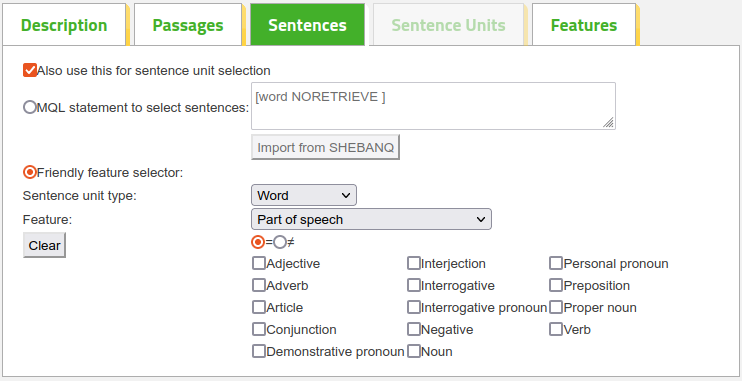 Description Passages Sentences Sentence Units Features
Also use this for sentence unit selection
MQL statement to select sentences: [word NORETRIEVE ]
Import from SHEBANQ
Friendly feature selector:
Sentence unit type: Word
Feature: Part of speech
Clear = ≠
Adjective Interjection Personal pronoun
Adverb Interrogative Preposition
Article Interrogative pronoun Proper noun
Conjunction Negative Verb
Demonstrative pronoun Noun